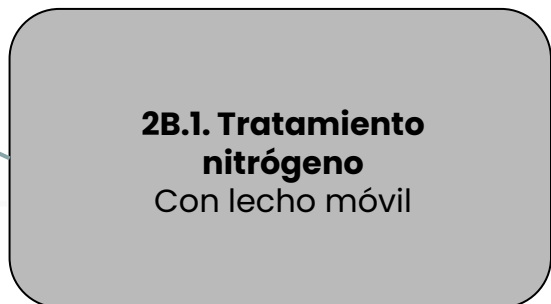 2B.1. Tratamiento
nitrógeno
Con lecho móvil